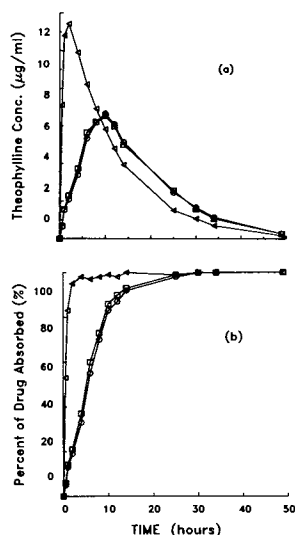 12
10
8
6
4
2
0
Theophylline Conc. (µg/ml)
(a)
100
80
60
40
20
0
Percent of Drug Absorbed (%)
(b)
0 10 20 30 40 50
TIME (hours)